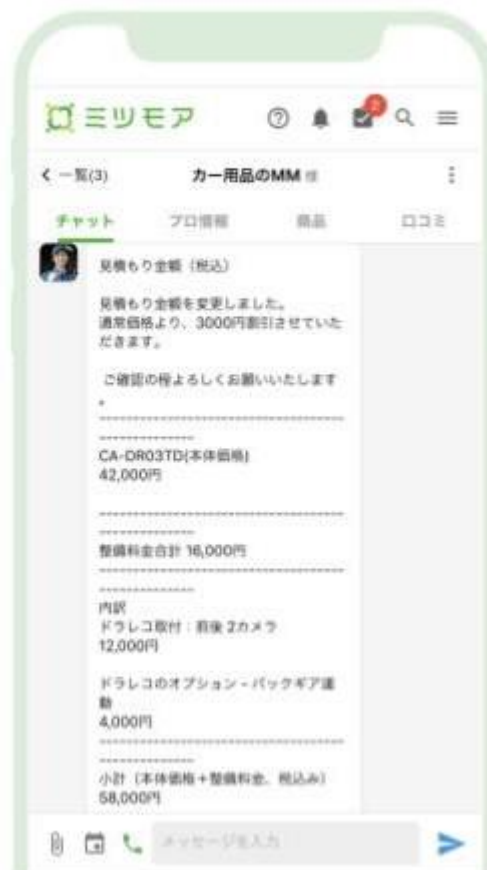 ミツモア
2
一覧(3)
カー用品のMM 様
チャット
プロ情報
商品
口コミ
見積もり金額（税込）
見積もり金額を変更しました。
通常価格より、3000円割引させていた
だきます。
ご確認の程よろしくお願いいたします
。
------------------------------------
--------------
CA-DR03TD(本体価格)
42,000円
------------------------------------
--------------
整備料金合計 16,000円
------------------------------------
--------------
内訳
ドラレコ取付：前後 2カメラ
12,000円
ドラレコのオプション - バックギア連
動
4,000円
------------------------------------
--------------
小計（本体価格＋整備料金、税込み）
58,000円
メッセージを入力